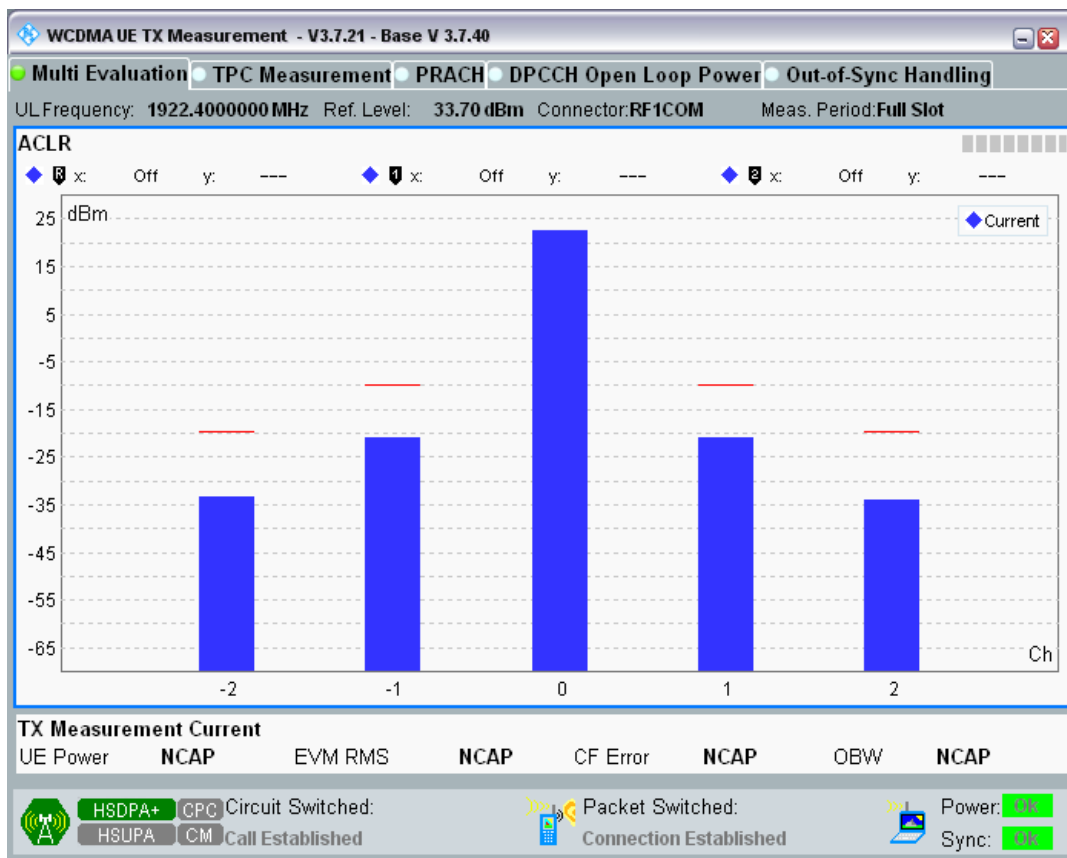 WCDMA UE TX Measurement - V3.7.21 - Base V 3.7.40
Multi Evaluation TPC Measurement PRACH DPCCH Open Loop Power Out-of-Sync Handling
UL Frequency: 1922.4000000 MHz Ref. Level: 33.70 dBm Connector:RF1COM Meas. Period:Full Slot
ACLR
R x: Off y: --- 1 x: Off y: --- 2 x: Off y: ---
dBm
Current
25
15
5
-5
-15
-25
-35
-45
-55
-65
Ch
-2 -1 0 1 2
TX Measurement Current
UE Power NCAP EVM RMS NCAP CF Error NCAP OBW NCAP
HSDPA+ CPC Circuit Switched: Packet Switched: Power: Ok
HSUPA CM Call Established Connection Established Sync: Ok